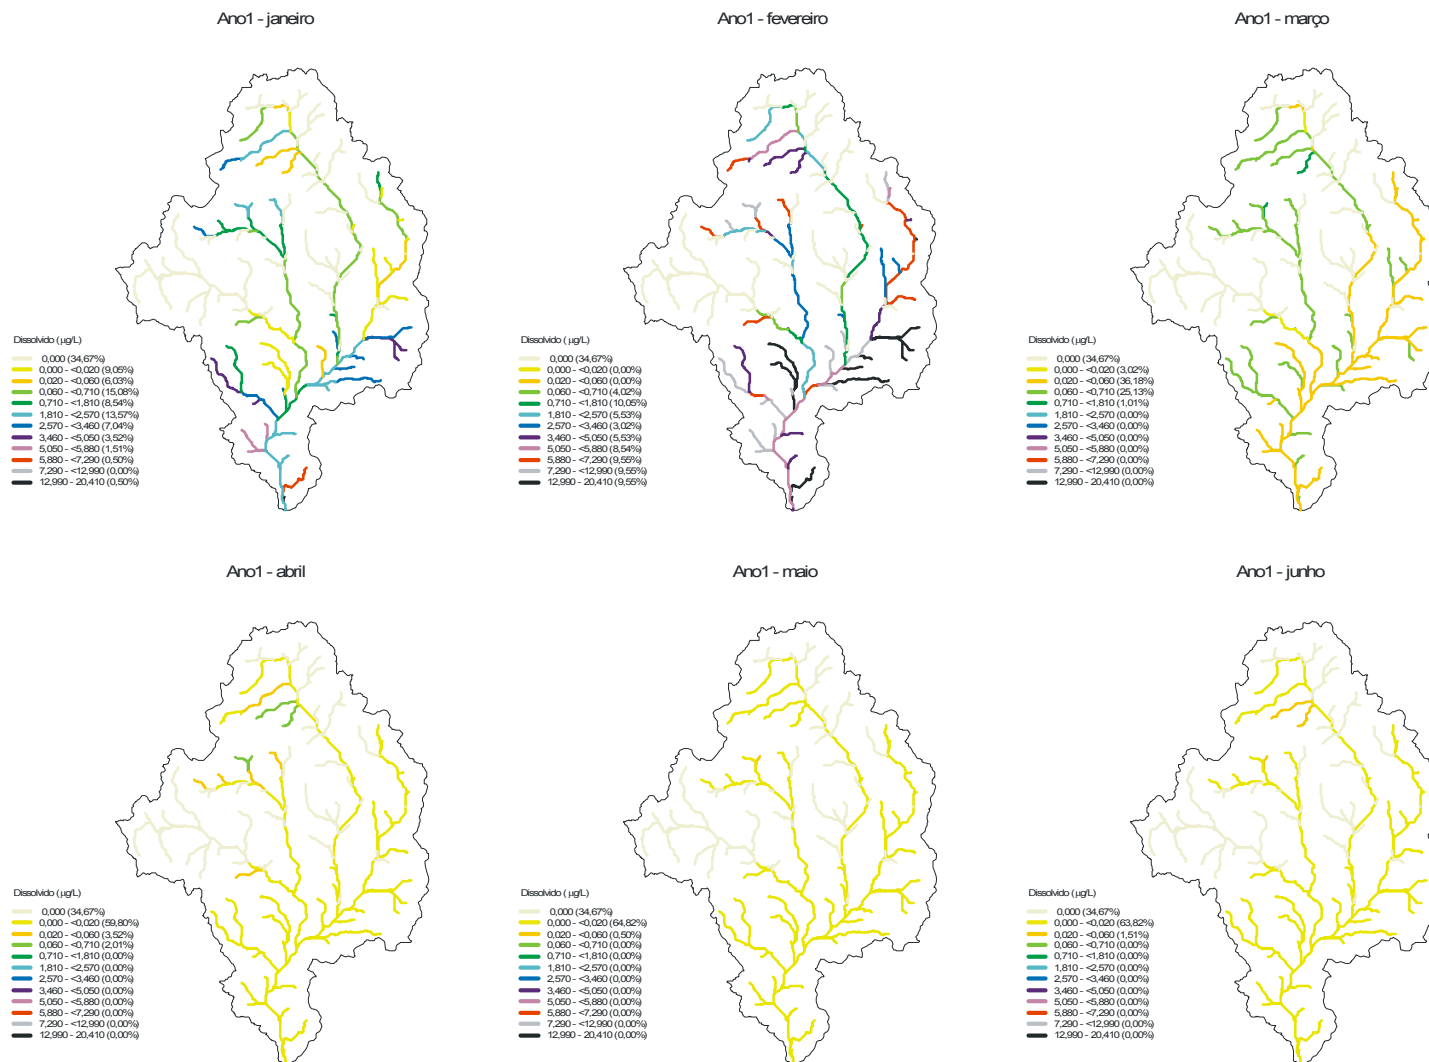 Ano1 - janeiro
Dissolvido (µg/L)
0,000 (34,67%)
0,000 - <0,020 (9,05%)
0,020 - <0,060 (6,03%)
0,060 - <0,710 (15,08%)
0,710 - <1,810 (8,54%)
1,810 - <2,570 (13,57%)
2,570 - <3,460 (7,04%)
3,460 - <5,050 (3,52%)
5,050 - <5,880 (1,51%)
5,880 - <7,290 (0,50%)
7,290 - <12,990 (0,00%)
12,990 - 20,410 (0,50%)
Ano1 - fevereiro
Dissolvido (µg/L)
0,000 (34,67%)
0,000 - <0,020 (0,00%)
0,020 - <0,060 (0,00%)
0,060 - <0,710 (4,02%)
0,710 - <1,810 (10,05%)
1,810 - <2,570 (5,53%)
2,570 - <3,460 (3,02%)
3,460 - <5,050 (5,53%)
5,050 - <5,880 (8,54%)
5,880 - <7,290 (9,55%)
7,290 - <12,990 (9,55%)
12,990 - 20,410 (9,55%)
Ano1 - março
Dissolvido (µg/L)
0,000 (34,67%)
0,000 - <0,020 (3,02%)
0,020 - <0,060 (36,18%)
0,060 - <0,710 (25,13%)
0,710 - <1,810 (1,01%)
1,810 - <2,570 (0,00%)
2,570 - <3,460 (0,00%)
3,460 - <5,050 (0,00%)
5,050 - <5,880 (0,00%)
5,880 - <7,290 (0,00%)
7,290 - <12,990 (0,00%)
12,990 - 20,410 (0,00%)
Ano1 - abril
Dissolvido (µg/L)
0,000 (34,67%)
0,000 - <0,020 (59,80%)
0,020 - <0,060 (3,52%)
0,060 - <0,710 (2,01%)
0,710 - <1,810 (0,00%)
1,810 - <2,570 (0,00%)
2,570 - <3,460 (0,00%)
3,460 - <5,050 (0,00%)
5,050 - <5,880 (0,00%)
5,880 - <7,290 (0,00%)
7,290 - <12,990 (0,00%)
12,990 - 20,410 (0,00%)
Ano1 - maio
Dissolvido (µg/L)
0,000 (34,67%)
0,000 - <0,020 (64,82%)
0,020 - <0,060 (0,50%)
0,060 - <0,710 (0,00%)
0,710 - <1,810 (0,00%)
1,810 - <2,570 (0,00%)
2,570 - <3,460 (0,00%)
3,460 - <5,050 (0,00%)
5,050 - <5,880 (0,00%)
5,880 - <7,290 (0,00%)
7,290 - <12,990 (0,00%)
12,990 - 20,410 (0,00%)
Ano1 - junho
Dissolvido (µg/L)
0,000 (34,67%)
0,000 - <0,020 (63,82%)
0,020 - <0,060 (1,51%)
0,060 - <0,710 (0,00%)
0,710 - <1,810 (0,00%)
1,810 - <2,570 (0,00%)
2,570 - <3,460 (0,00%)
3,460 - <5,050 (0,00%)
5,050 - <5,880 (0,00%)
5,880 - <7,290 (0,00%)
7,290 - <12,990 (0,00%)
12,990 - 20,410 (0,00%)